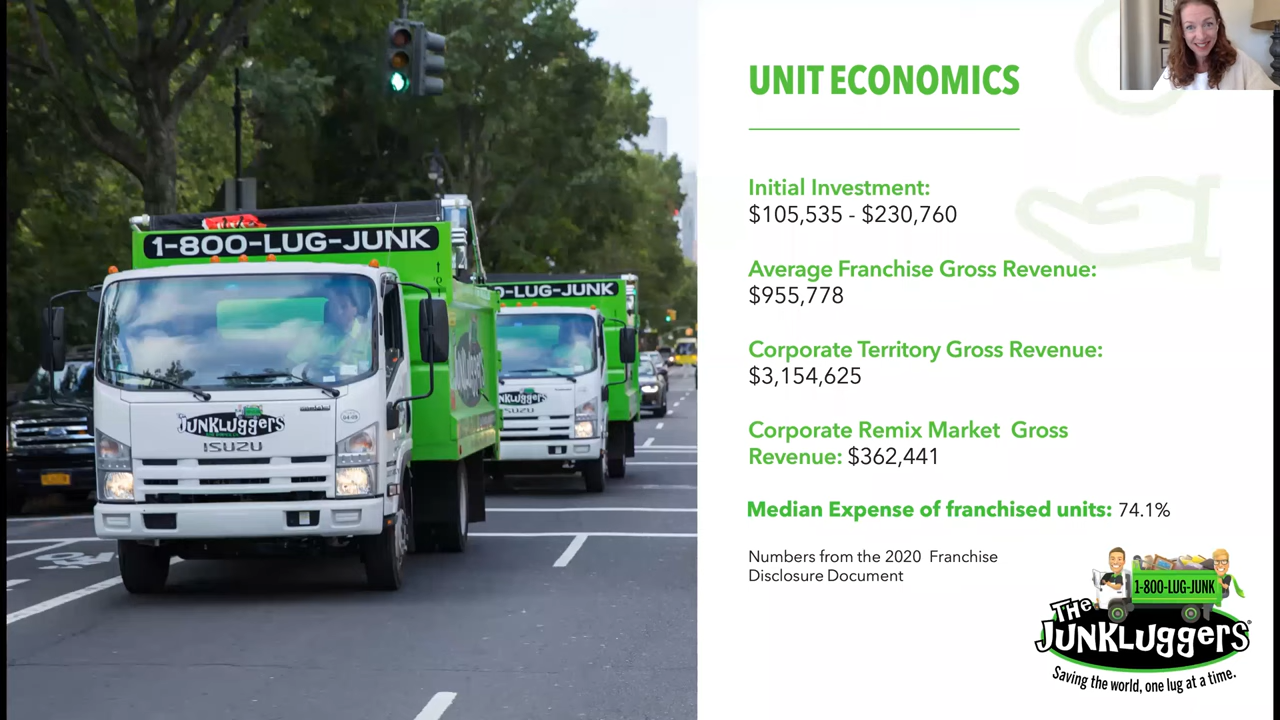 1-800-LUG-JUNK
-LUG-JUNK
JUNKLUGGERS
ISUZU
JUNKLUGGERS
ISUZU
UNIT ECONOMICS
Initial Investment:
$105,535 - $230,760
Average Franchise Gross Revenue:
$955,778
Corporate Territory Gross Revenue:
$3,154,625
Corporate Remix Market Gross
Revenue: $362,441
Median Expense of franchised units: 74.1%
Numbers from the 2020 Franchise
Disclosure Document
1-800-LUG-JUNK
THE
JUNKLUGGERS®
Saving the world, one lug at a time.